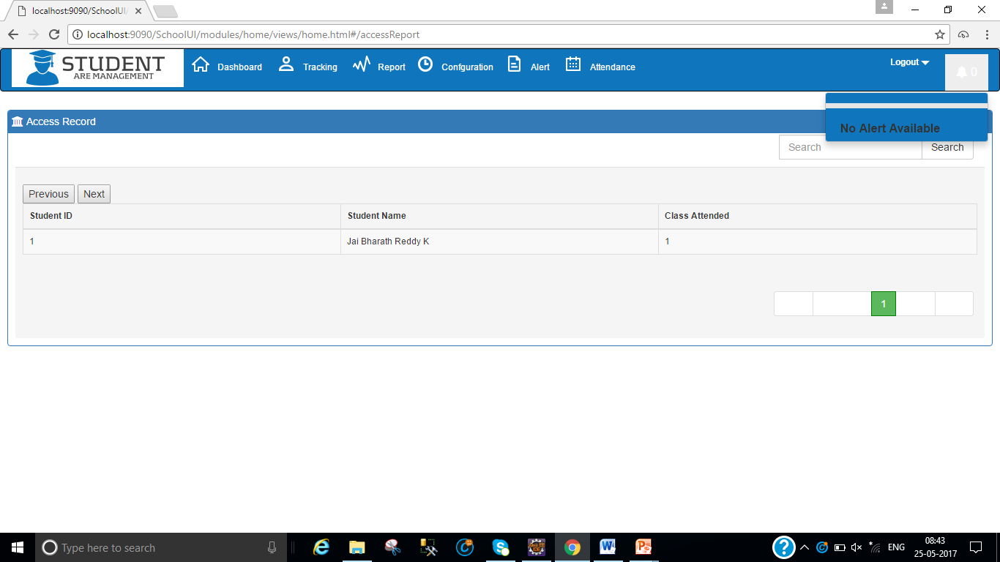 localhost:9090/SchoolUI/
localhost:9090/SchoolUI/modules/home/views/home.html#/accessReport
STUDENT
ARE MANAGEMENT
Dashboard Tracking Report Confguration Alert Attendance Logout 0
Access Record
No Alert Available
Search Search
Previous Next
Student ID Student Name Class Attended
1 Jai Bharath Reddy K 1
1
Type here to search
ENG
08:43
25-05-2017